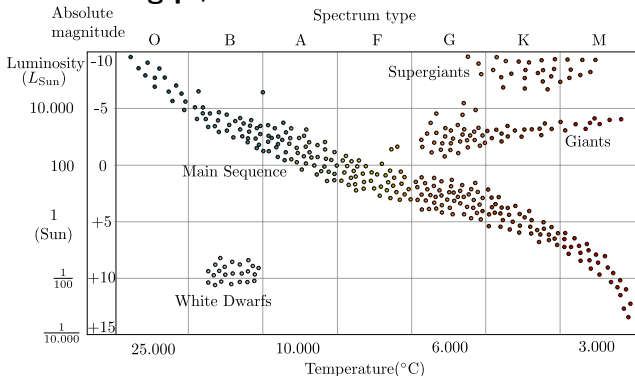 Absolute
magnitude
Spectrum type
O B A F G K M
Luminosity
(L_Sun)
-10
Supergiants
10.000
-5
Giants
100
0
Main Sequence
1
(Sun)
+5
1/100
+10
White Dwarfs
1/10.000
+15
25.000 10.000 6.000 3.000
Temperature(°C)